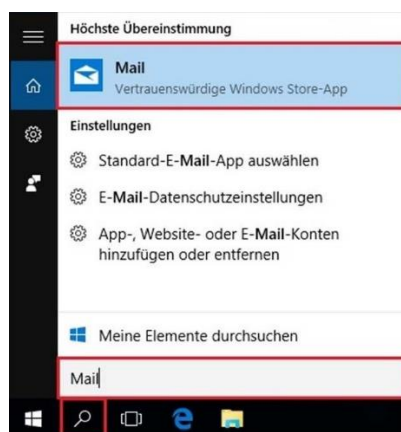 Höchste Übereinstimmung
Mail
Vertrauenswürdige Windows Store-App
Einstellungen
Standard-E-Mail-App auswählen
E-Mail-Datenschutzeinstellungen
App-, Website- oder E-Mail-Konten
hinzufügen oder entfernen
Meine Elemente durchsuchen
Mail